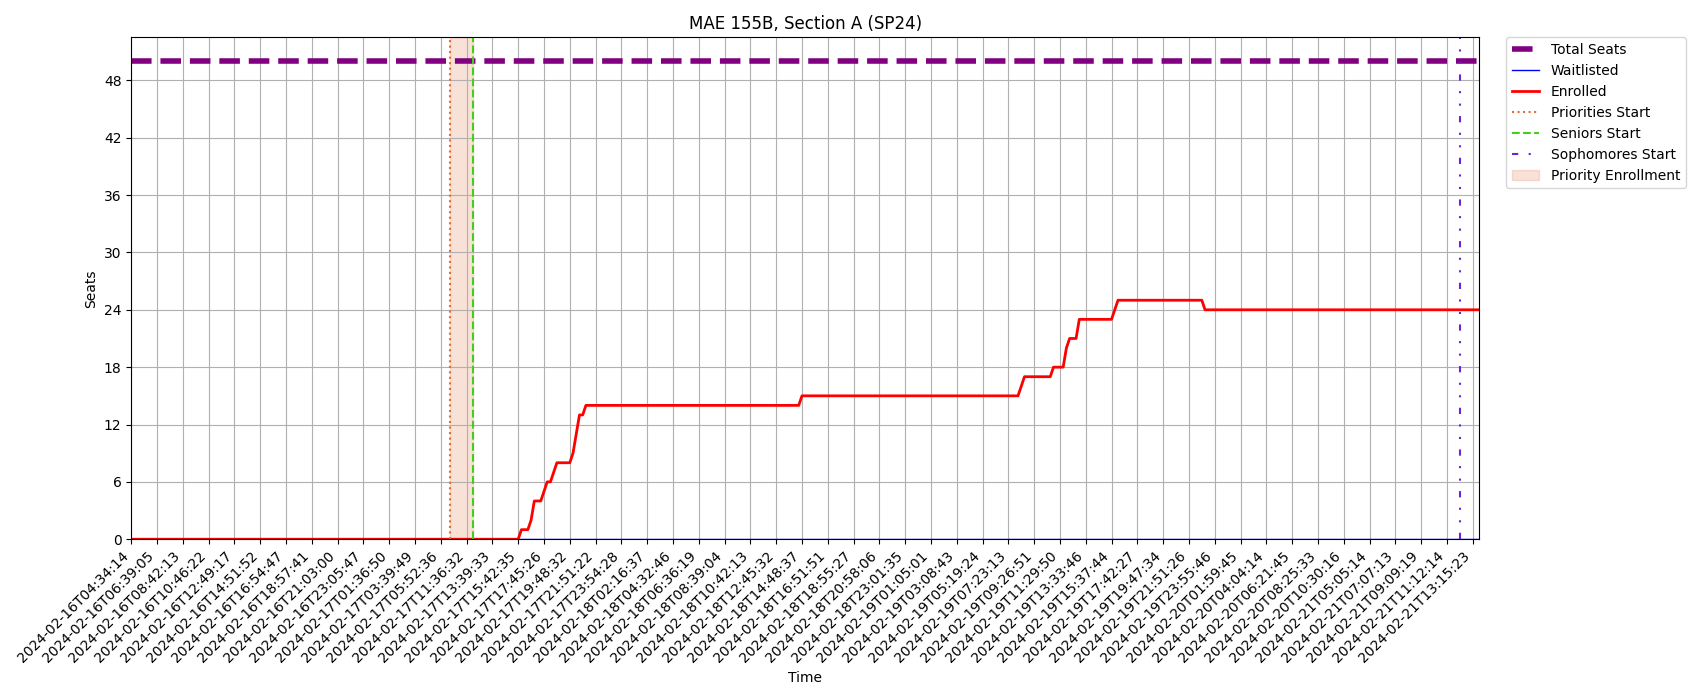 MAE 155B, Section A (SP24)
Total Seats
Waitlisted
Enrolled
Priorities Start
Seniors Start
Sophomores Start
Priority Enrollment
Seats
48
42
36
30
24
18
12
6
0
2024-02-16T04:34:14
2024-02-16T06:39:05
2024-02-16T08:42:13
2024-02-16T10:46:22
2024-02-16T12:49:17
2024-02-16T14:51:52
2024-02-16T16:54:47
2024-02-16T18:57:41
2024-02-16T21:03:00
2024-02-16T23:05:47
2024-02-17T01:36:50
2024-02-17T03:39:49
2024-02-17T05:52:36
2024-02-17T11:36:32
2024-02-17T13:39:33
2024-02-17T15:42:35
2024-02-17T17:45:26
2024-02-17T19:48:32
2024-02-17T21:51:22
2024-02-17T23:54:28
2024-02-18T02:16:37
2024-02-18T04:32:46
2024-02-18T06:36:19
2024-02-18T08:39:04
2024-02-18T10:42:13
2024-02-18T12:45:32
2024-02-18T14:48:37
2024-02-18T16:51:51
2024-02-18T18:55:27
2024-02-18T20:58:06
2024-02-18T23:01:35
2024-02-19T01:05:01
2024-02-19T03:08:43
2024-02-19T05:19:24
2024-02-19T07:23:13
2024-02-19T09:26:51
2024-02-19T11:29:50
2024-02-19T13:33:46
2024-02-19T15:37:44
2024-02-19T17:42:27
2024-02-19T19:47:34
2024-02-19T21:51:26
2024-02-19T23:55:46
2024-02-20T01:59:45
2024-02-20T04:04:14
2024-02-20T06:21:45
2024-02-20T08:25:33
2024-02-20T10:30:16
2024-02-21T05:05:14
2024-02-21T07:07:13
2024-02-21T09:09:19
2024-02-21T11:12:14
2024-02-21T13:15:23
Time